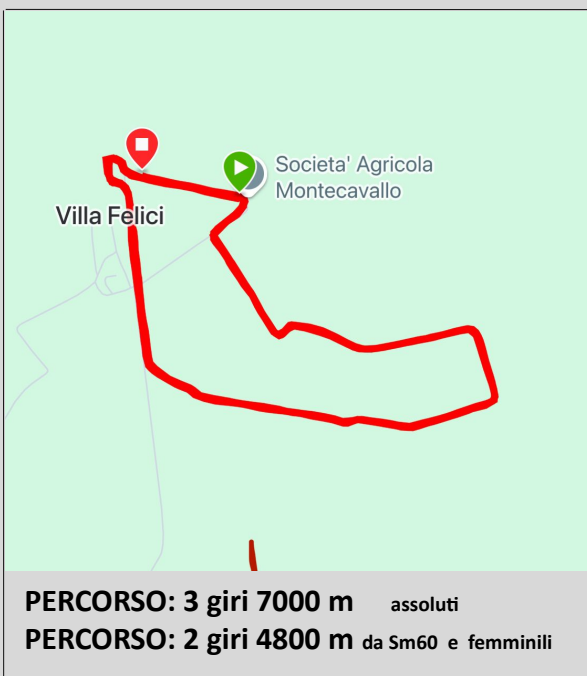 Societa' Agricola
Montecavallo
Villa Felici
PERCORSO: 3 giri 7000 m assoluti
PERCORSO: 2 giri 4800 m da Sm60 e femminili